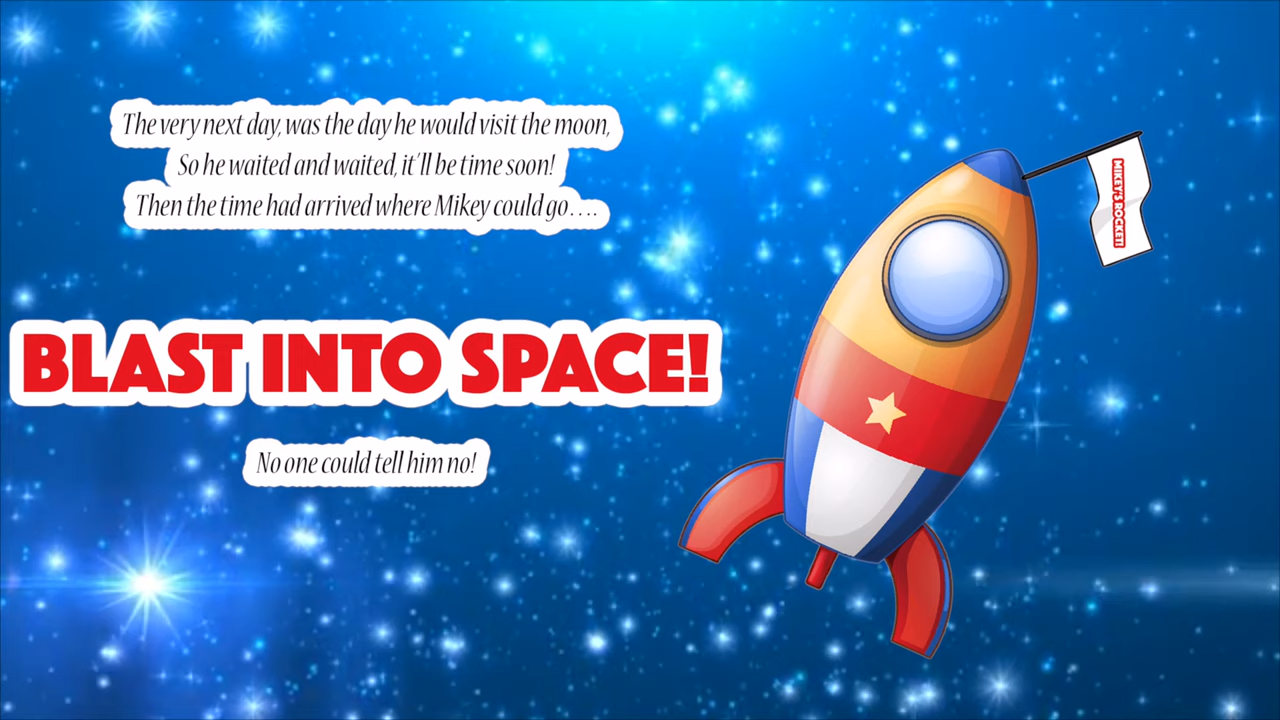 The very next day, was the day he would visit the moon,
So he waited and waited, it'll be time soon!
Then the time had arrived where Mikey could go....
BLAST INTO SPACE!
No one could tell him no!
MIKEY'S ROCKET!